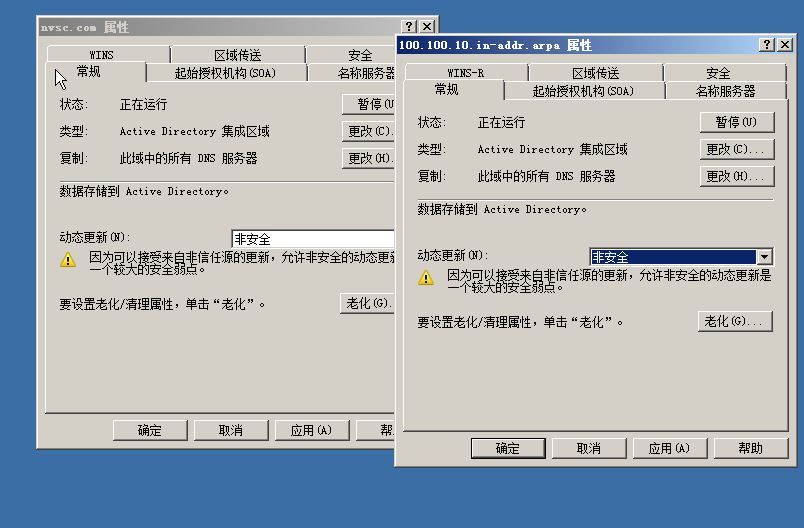 nvsc.com 属性
WINS 区域传送 安全
常规 起始授权机构(SOA) 名称服务器
状态: 正在运行 暂停(U
类型: Active Directory 集成区域 更改(C).
复制: 此域中的所有 DNS 服务器 更改(H).
数据存储到 Active Directory。
动态更新(N): 非安全
因为可以接受来自非信任源的更新，允许非安全的动态更新
一个较大的安全弱点。
要设置老化/清理属性，单击“老化”。 老化(G).
确定 取消 应用(A) 帮
100.100.10.in-addr.arpa 属性
WINS-R 区域传送 安全
常规 起始授权机构(SOA) 名称服务器
状态: 正在运行 暂停(U)
类型: Active Directory 集成区域 更改(C)...
复制: 此域中的所有 DNS 服务器 更改(H)...
数据存储到 Active Directory。
动态更新(N): 非安全
因为可以接受来自非信任源的更新，允许非安全的动态更新是
一个较大的安全弱点。
要设置老化/清理属性，单击“老化”。 老化(G)...
确定 取消 应用(A) 帮助